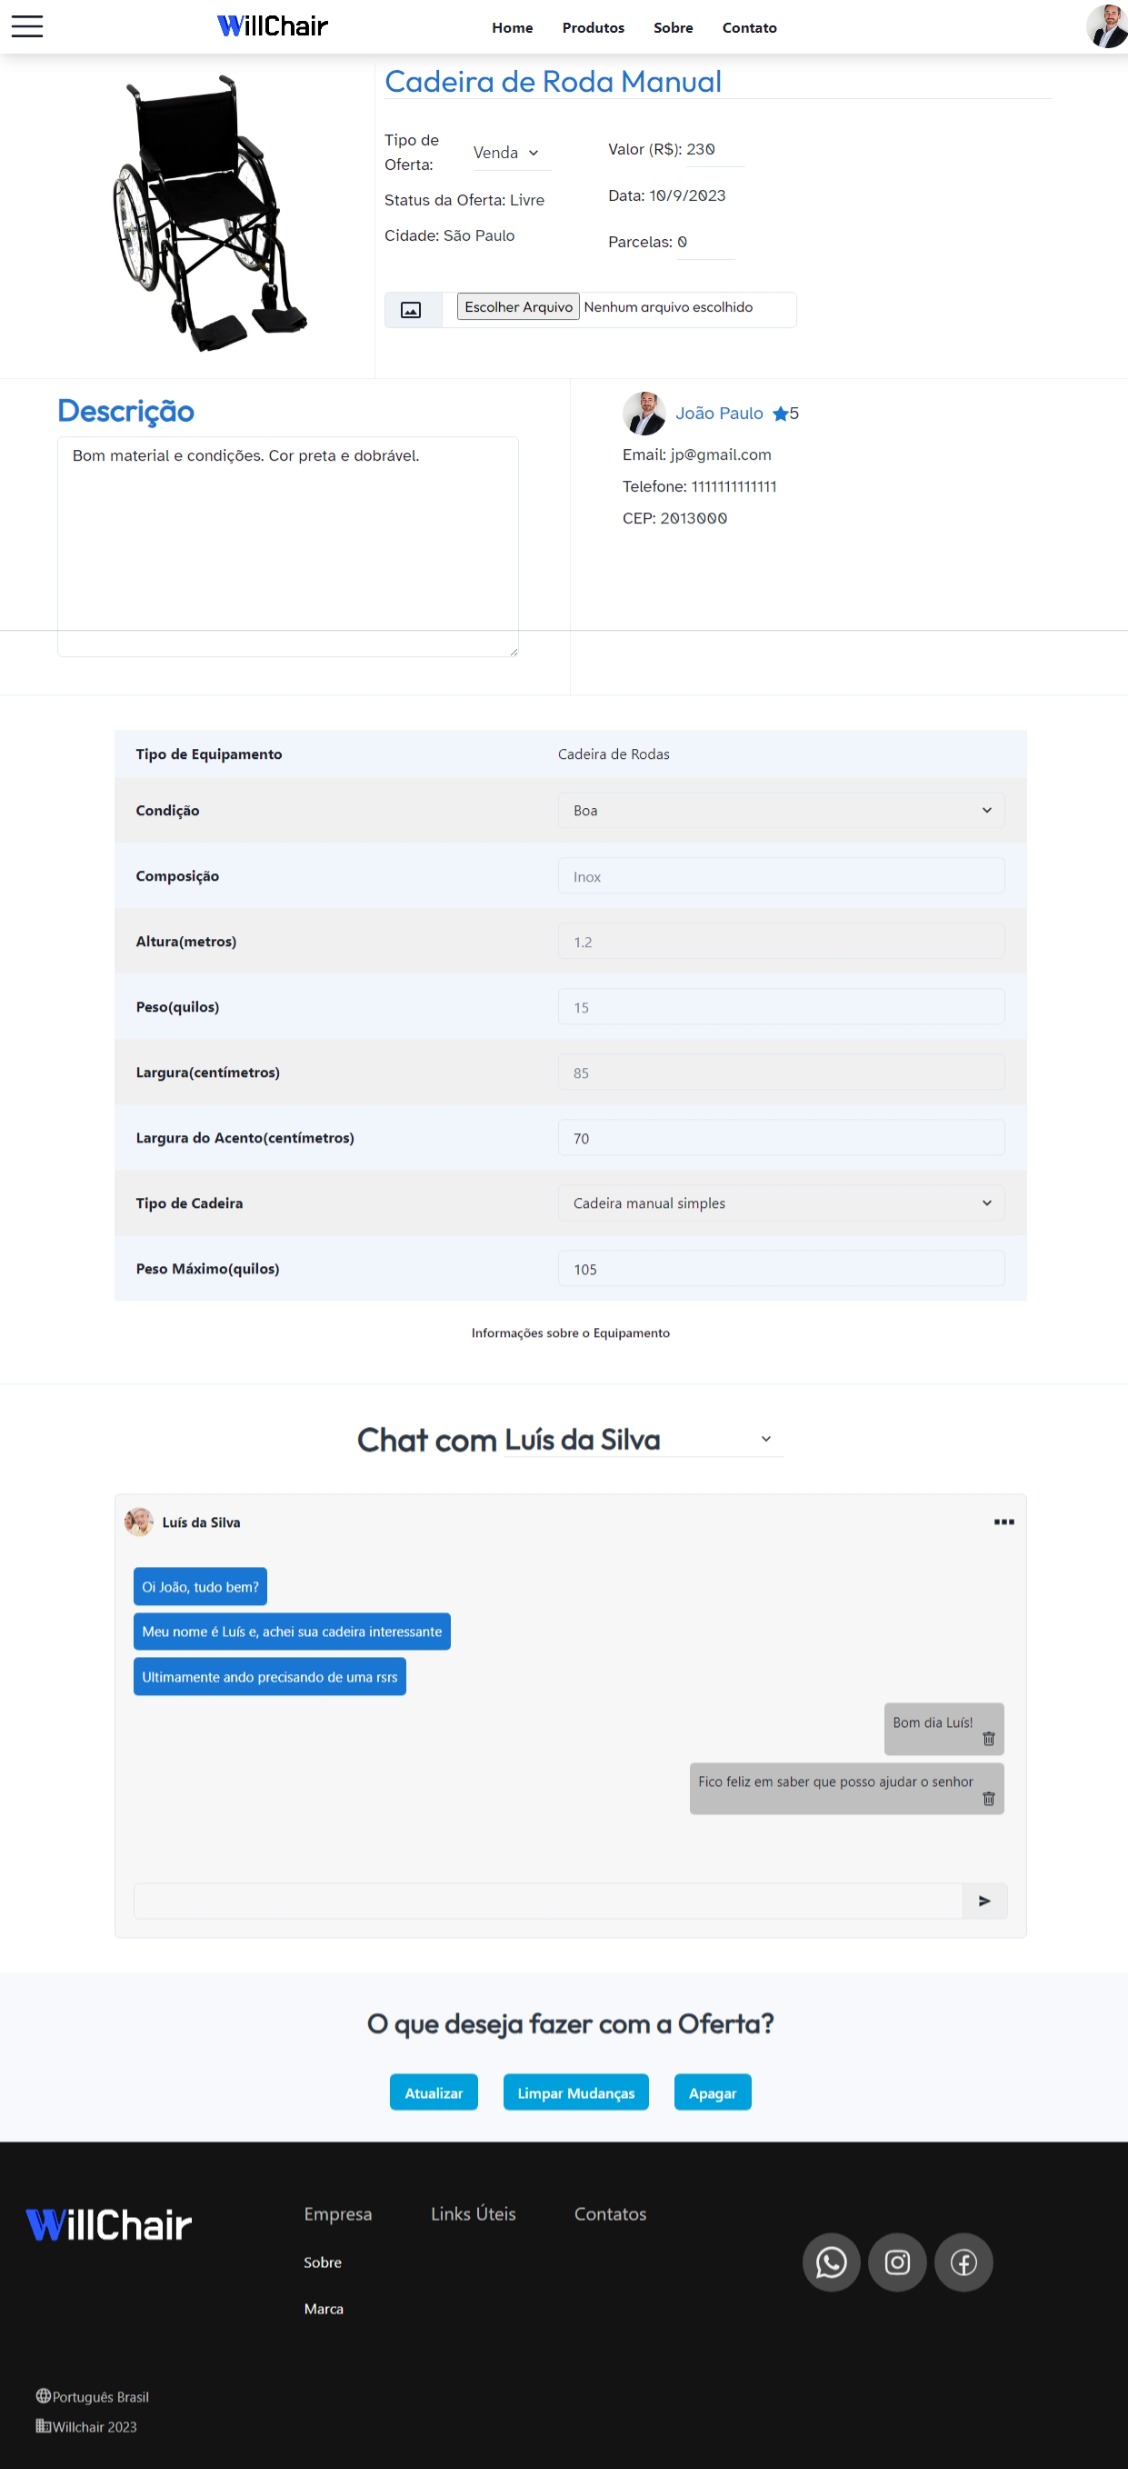 WillChair
Home Produtos Sobre Contato
Cadeira de Roda Manual
Tipo de
Oferta:
Venda
Valor (R$): 230
Status da Oferta: Livre
Data: 10/9/2023
Cidade: São Paulo
Parcelas: 0
Escolher Arquivo Nenhum arquivo escolhido
Descrição
Bom material e condições. Cor preta e dobrável.
João Paulo 5
Email: jp@gmail.com
Telefone: 1111111111111
CEP: 2013000
Tipo de Equipamento Cadeira de Rodas
Condição Boa
Composição Inox
Altura(metros) 1.2
Peso(quilos) 15
Largura(centímetros) 85
Largura do Acento(centímetros) 70
Tipo de Cadeira Cadeira manual simples
Peso Máximo(quilos) 105
Informações sobre o Equipamento
Chat com Luís da Silva
Luís da Silva
Oi João, tudo bem?
Meu nome é Luís e, achei sua cadeira interessante
Ultimamente ando precisando de uma rsrs
Bom dia Luís!
Fico feliz em saber que posso ajudar o senhor
O que deseja fazer com a Oferta?
Atualizar Limpar Mudanças Apagar
WillChair
Empresa Links Úteis Contatos
Sobre
Marca
Português Brasil
Willchair 2023